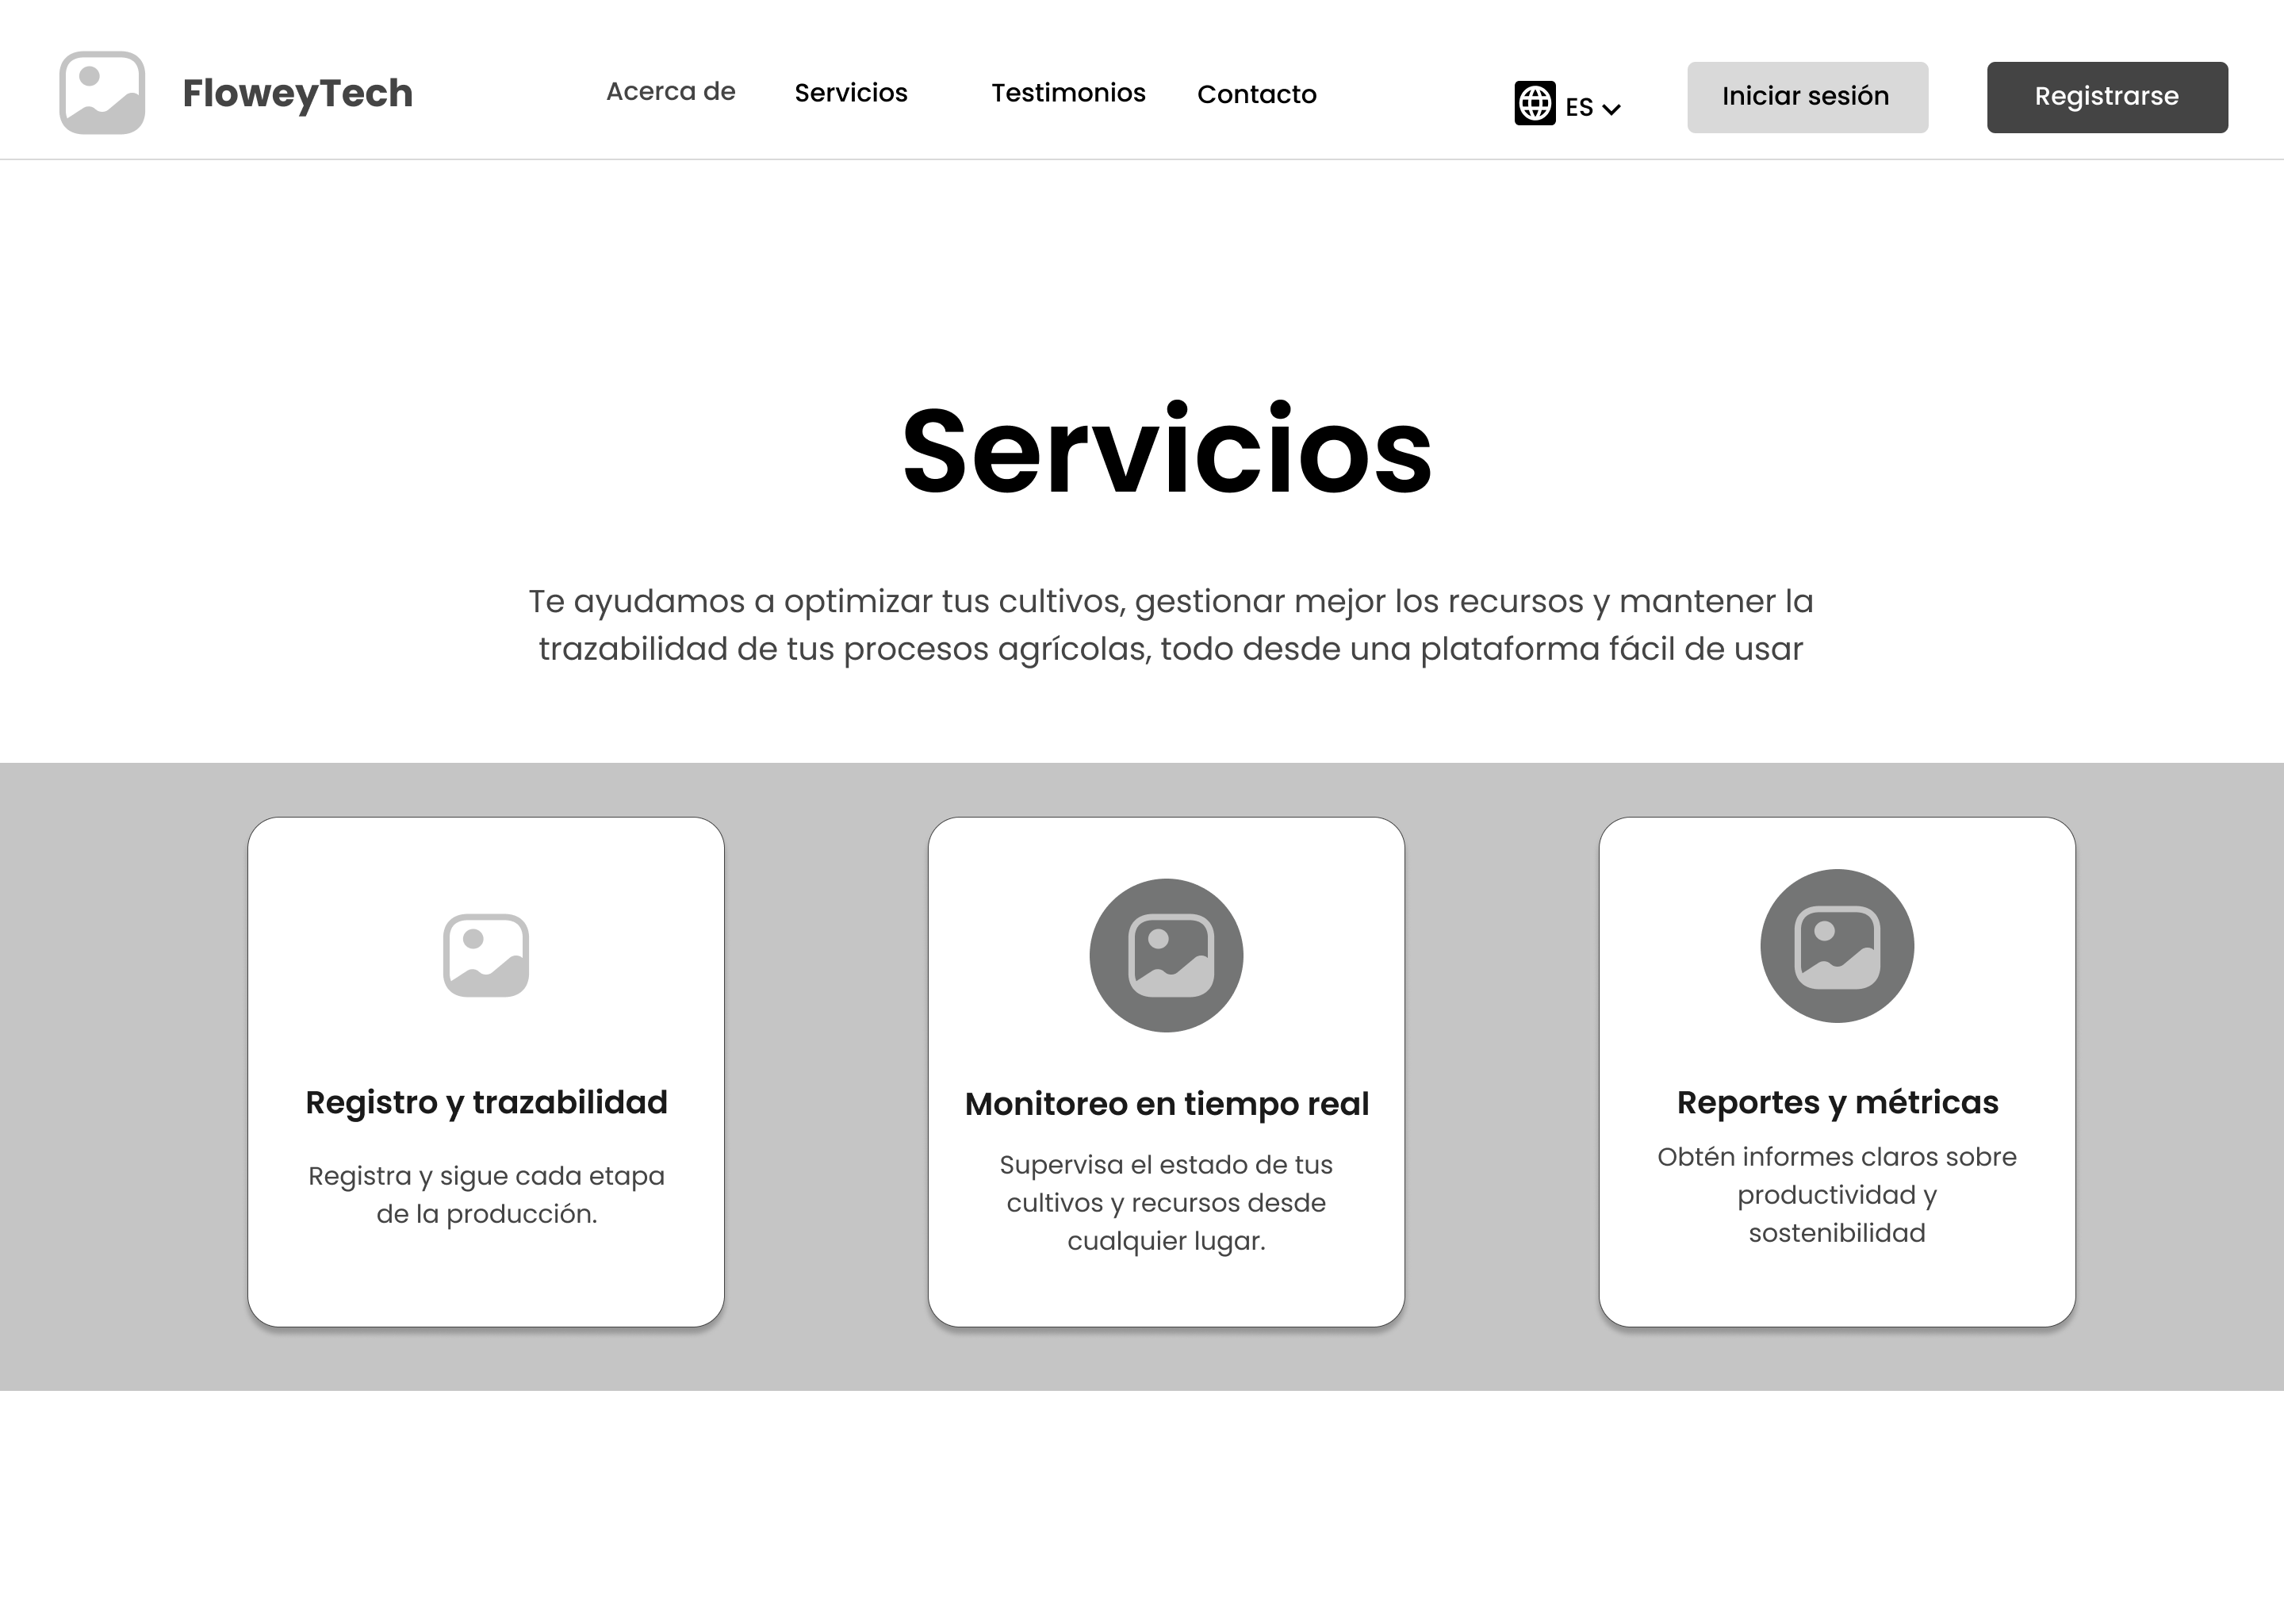 FloweyTech
Acerca de
Servicios
Testimonios
Contacto
ES
Iniciar sesión
Registrarse
Servicios
Te ayudamos a optimizar tus cultivos, gestionar mejor los recursos y mantener la
trazabilidad de tus procesos agrícolas, todo desde una plataforma fácil de usar
Registro y trazabilidad
Registra y sigue cada etapa
de la producción.
Monitoreo en tiempo real
Supervisa el estado de tus
cultivos y recursos desde
cualquier lugar.
Reportes y métricas
Obtén informes claros sobre
productividad y
sostenibilidad